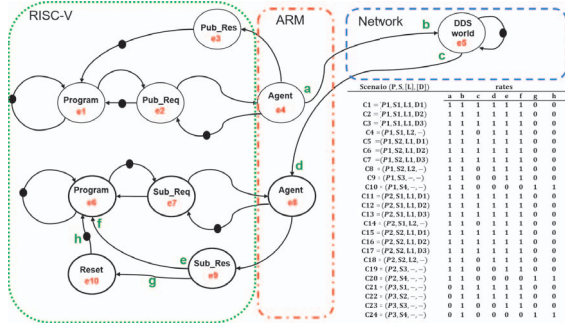 RISC-V
ARM
Network
Pub_Res
e3
b
DDS
world
e5
c
Program
e1
Pub_Req
e2
a
Agent
e4
d
Program
e6
Sub_Req
e7
Agent
e8
f
h
e
Reset
e10
g
Sub_Res
e9
Scenaio (P, S, [L], [D])
rates
a b c d e f g h
C1 = (P1, S1, L1, D1) 1 1 1 1 1 1 0 0
C2 = (P1, S1, L1, D2) 1 1 1 1 1 1 0 0
C3 = (P1, S1, L1, D3) 1 1 1 1 1 1 0 0
C4 = (P1, S1, L2, −) 1 1 0 1 1 1 0 0
C5 = (P1, S2, L1, D1) 1 1 1 1 1 1 0 0
C6 = (P1, S2, L1, D2) 1 1 1 1 1 1 0 0
C7 = (P1, S2, L1, D3) 1 1 1 1 1 1 0 0
C8 = (P1, S2, L2, −) 1 1 0 1 1 1 0 0
C9 = (P1, S3, −, −) 1 1 0 0 1 1 0 0
C10 = (P1, S4, −, −) 1 1 0 0 0 0 1 1
C11 = (P2, S1, L1, D1) 1 1 1 1 1 1 0 0
C12 = (P2, S1, L1, D2) 1 1 1 1 1 1 0 0
C13 = (P2, S1, L1, D3) 1 1 1 1 1 1 0 0
C14 = (P2, S1, L2, −) 1 1 0 1 1 1 0 0
C15 = (P2, S2, L1, D1) 1 1 1 1 1 1 0 0
C16 = (P2, S2, L1, D2) 1 1 1 1 1 1 0 0
C17 = (P2, S2, L1, D3) 1 1 1 1 1 1 0 0
C18 = (P2, S2, L2, −) 1 1 0 1 1 1 0 0
C19 = (P2, S3, −, −) 1 1 0 0 1 1 0 0
C20 = (P2, S4, −, −) 1 1 0 0 0 0 1 1
C21 = (P3, S1, −, −) 0 1 1 1 1 1 0 0
C22 = (P3, S2, −, −) 0 1 1 1 1 1 0 0
C23 = (P3, S3, −, −) 0 1 0 0 1 1 0 0
C24 = (P3, S4, −, −) 0 1 0 0 0 0 1 1